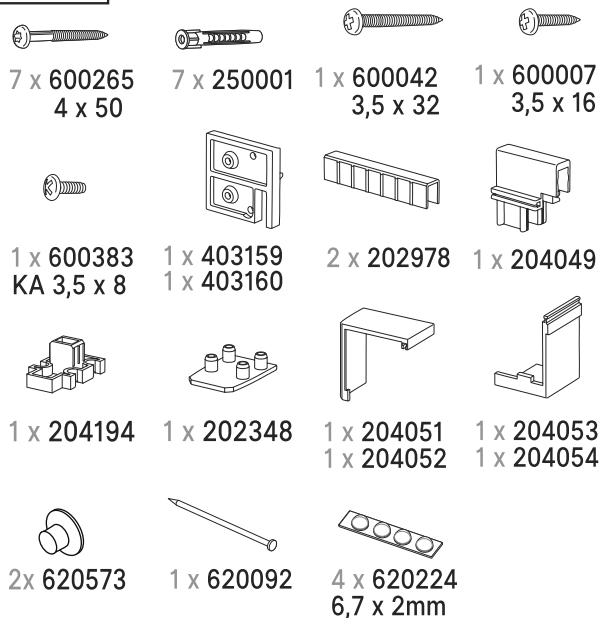 7 x 600265
4 x 50
7 x 250001
1 x 600042
3,5 x 32
1 x 600007
3,5 x 16
1 x 600383
KA 3,5 x 8
1 x 403159
1 x 403160
2 x 202978
1 x 204049
1 x 204194
1 x 202348
1 x 204051
1 x 204052
1 x 204053
1 x 204054
2x 620573
1 x 620092
4 x 620224
6,7 x 2mm